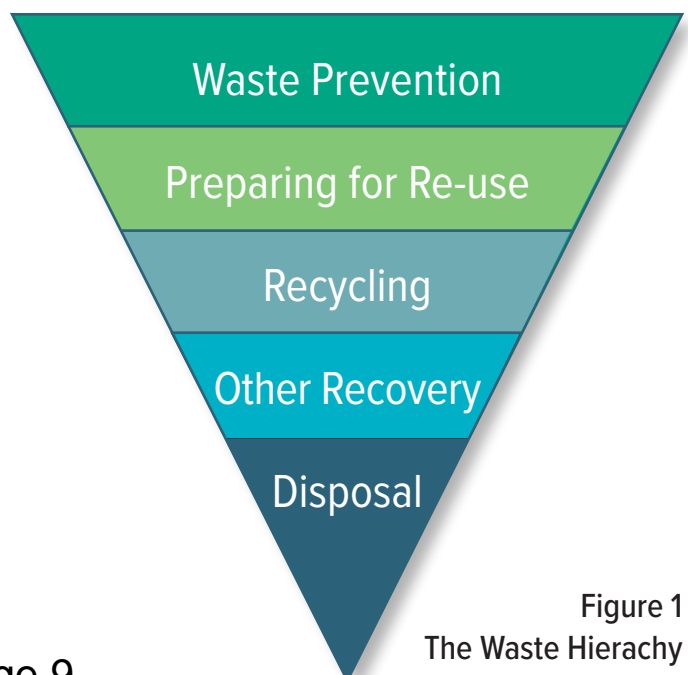 Waste Prevention
Preparing for Re-use
Recycling
Other Recovery
Disposal
Figure 1
The Waste Hierachy